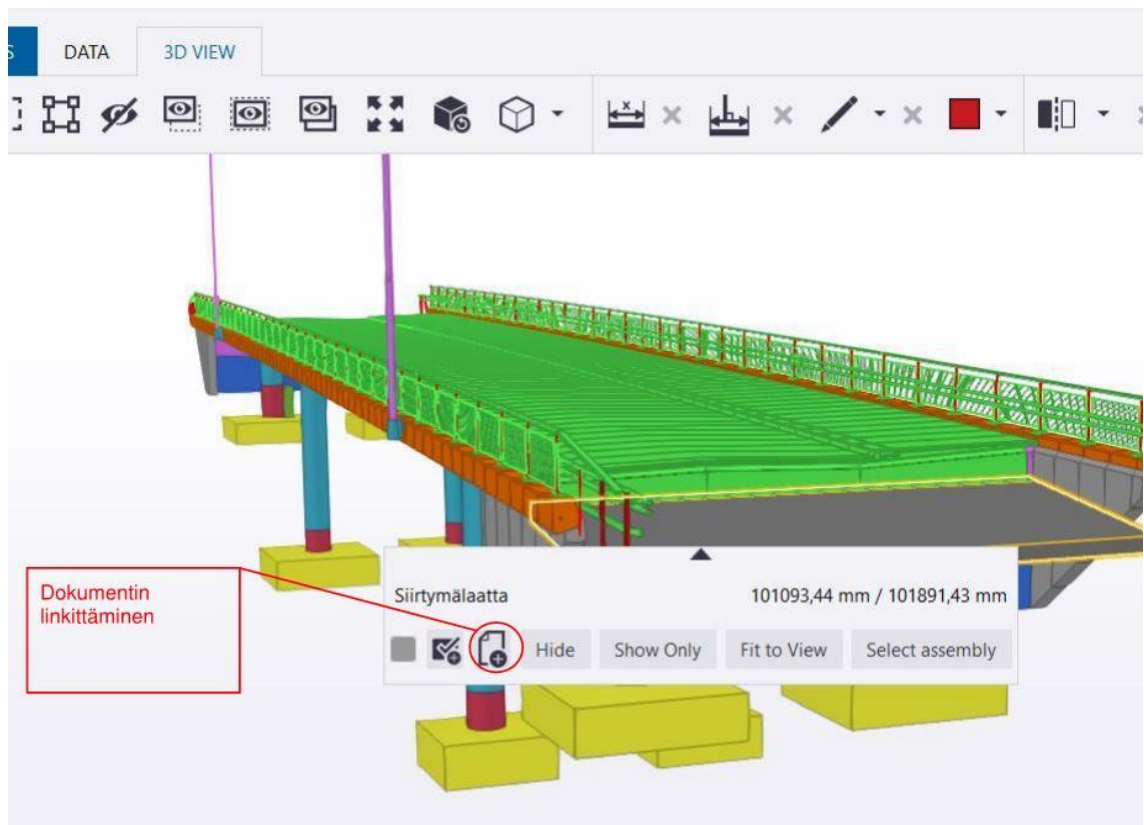 S DATA 3D VIEW
Dokumentin
linkittäminen
Siirtymälaatta 101093,44 mm / 101891,43 mm
Hide Show Only Fit to View Select assembly